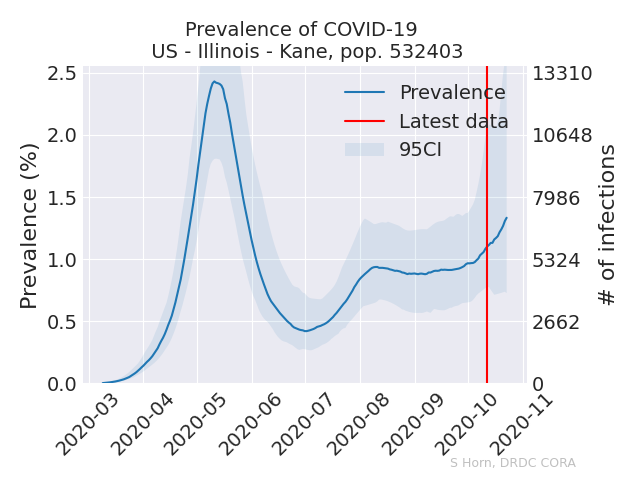 Prevalence of COVID-19
US - Illinois - Kane, pop. 532403
Prevalence (%)
2.5
2.0
1.5
1.0
0.5
0.0
Prevalence
Latest data
95CI
13310
10648
7986
5324
2662
0
# of infections
2020-03
2020-04
2020-05
2020-06
2020-07
2020-08
2020-09
2020-10
2020-11
S Horn, DRDC CORA